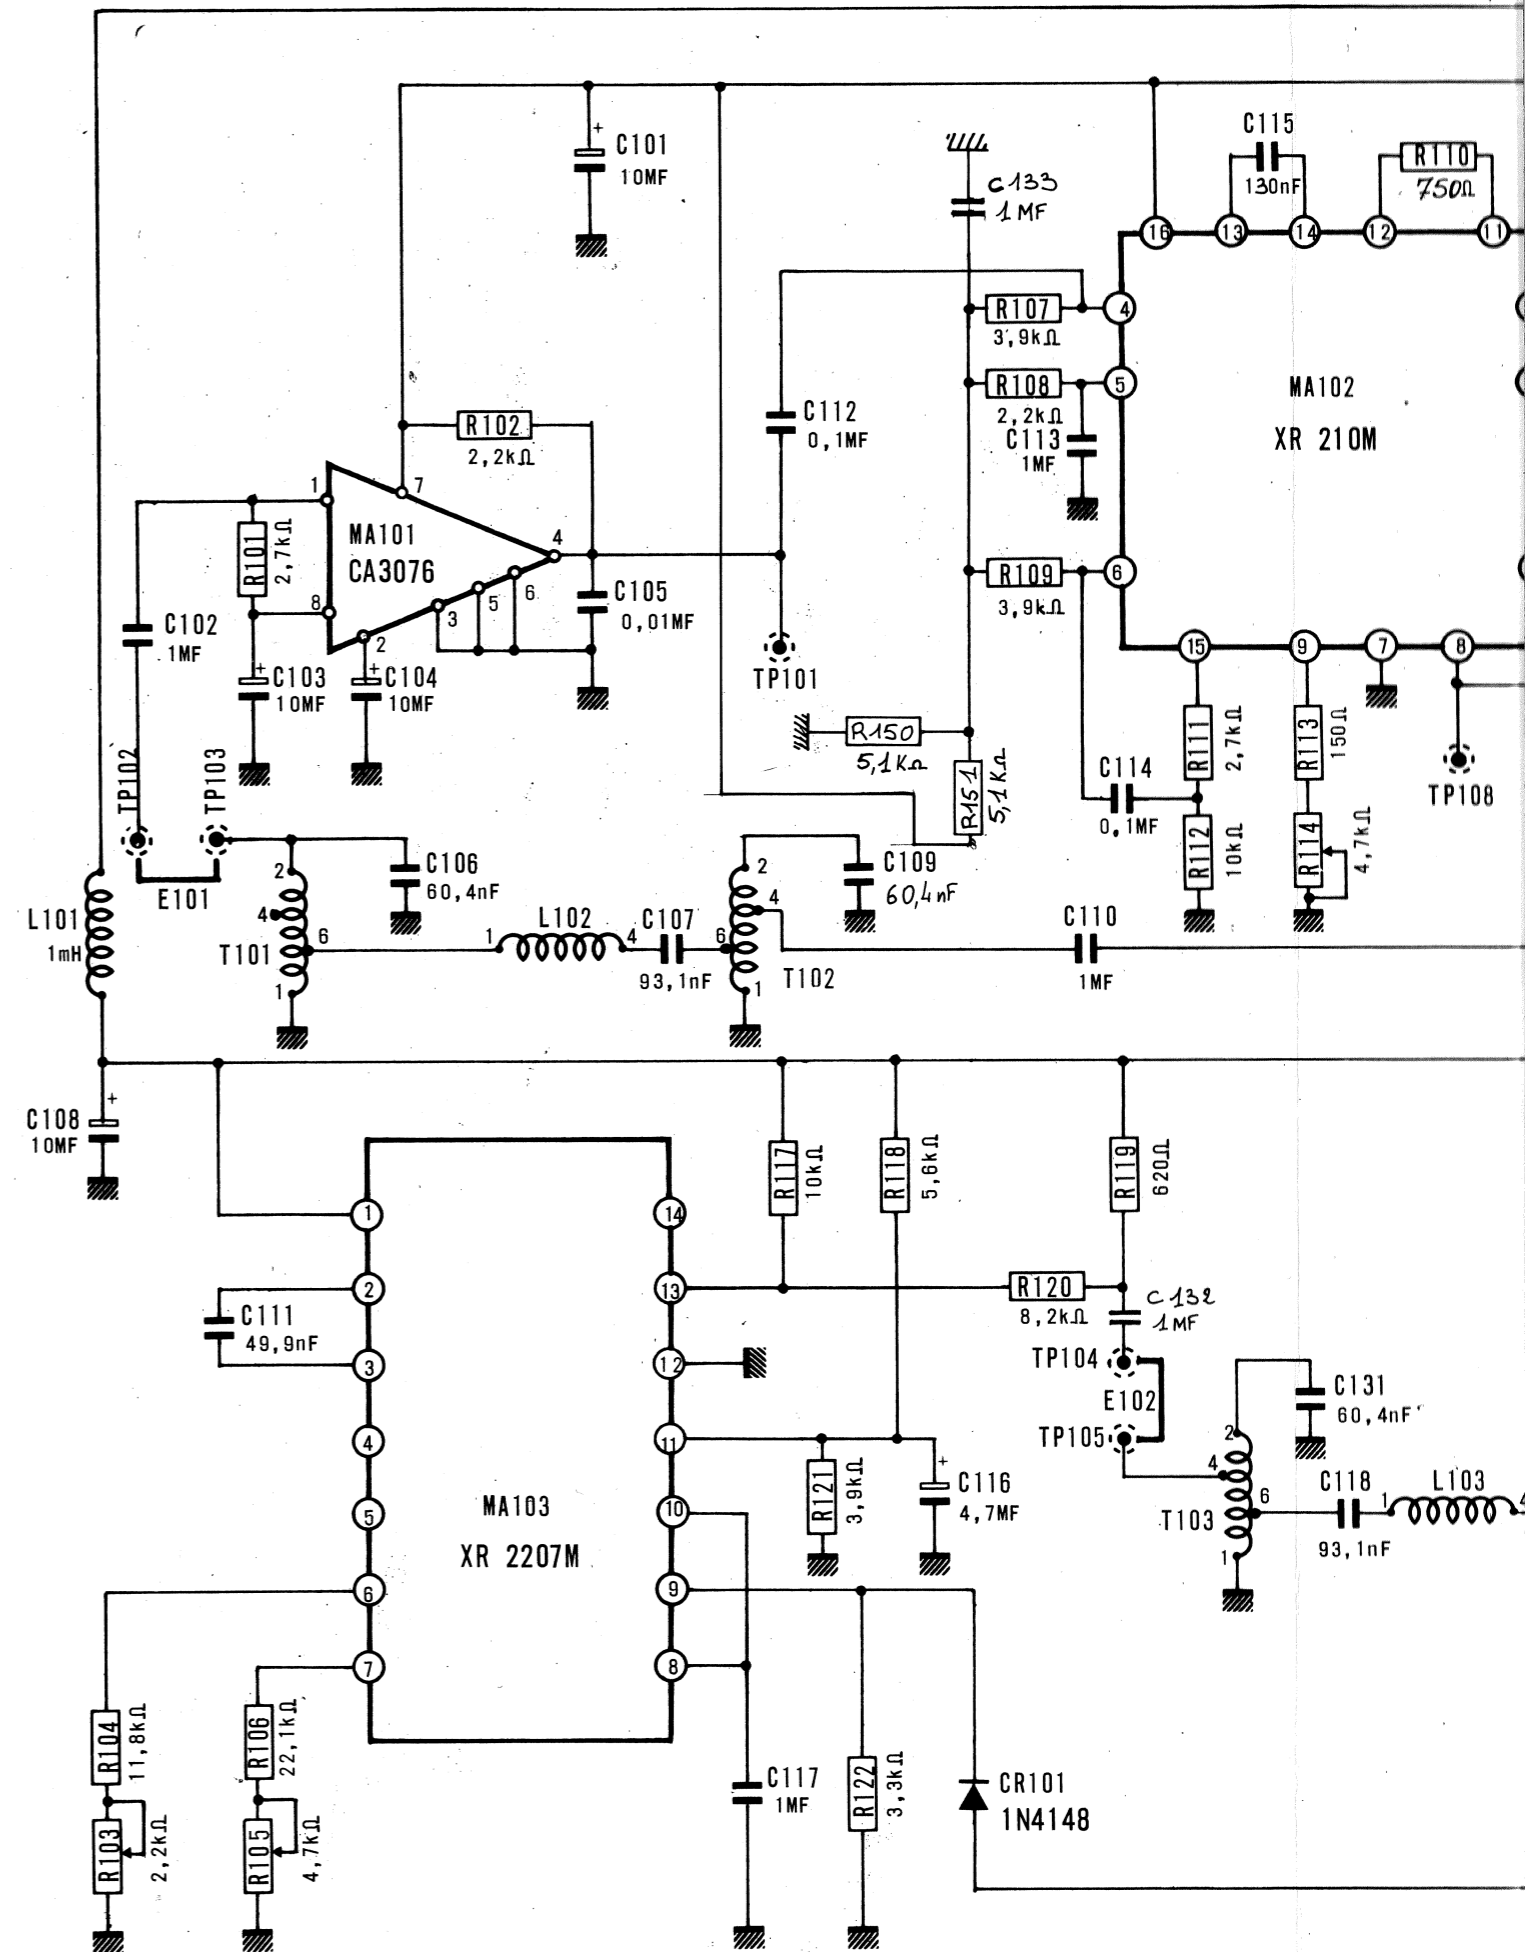 C101
10MF
C133
1MF
C115
130nF
R110
750Ω
16
13
14
12
11
R107
3,9kΩ
4
R108
2,2kΩ
5
C113
1MF
MA102
XR 210M
C112
0,1MF
R102
2,2kΩ
1
7
MA101
CA3076
4
R101
2,7kΩ
8
2
3
5
6
C105
0,01MF
C102
1MF
C103
10MF
C104
10MF
+
+
+
R109
3,9kΩ
6
TP101
15
9
7
8
R150
5,1KΩ
R151
5,1KΩ
R111
2,7kΩ
R113
150Ω
TP108
C114
0,1MF
R112
10kΩ
R114
4,7kΩ
TP102
TP103
E101
L101
1mH
2
4
6
1
T101
C106
60,4nF
1
L102
4
C107
93,1nF
2
4
6
1
T102
C109
60,4nF
C110
1MF
+
C108
10MF
R117
10kΩ
R118
5,6kΩ
R119
620Ω
1
14
2
13
C111
49,9nF
3
12
R120
8,2kΩ
C132
1MF
TP104
E102
TP105
C131
60,4nF
4
11
5
10
MA103
XR 2207M
R121
3,9kΩ
+
C116
4,7MF
2
4
6
1
T103
C118
93,1nF
1
L103
4
6
9
7
8
R104
11,8kΩ
R103
2,2kΩ
R106
22,1kΩ
R105
4,7kΩ
C117
1MF
R122
3,3kΩ
CR101
1N4148